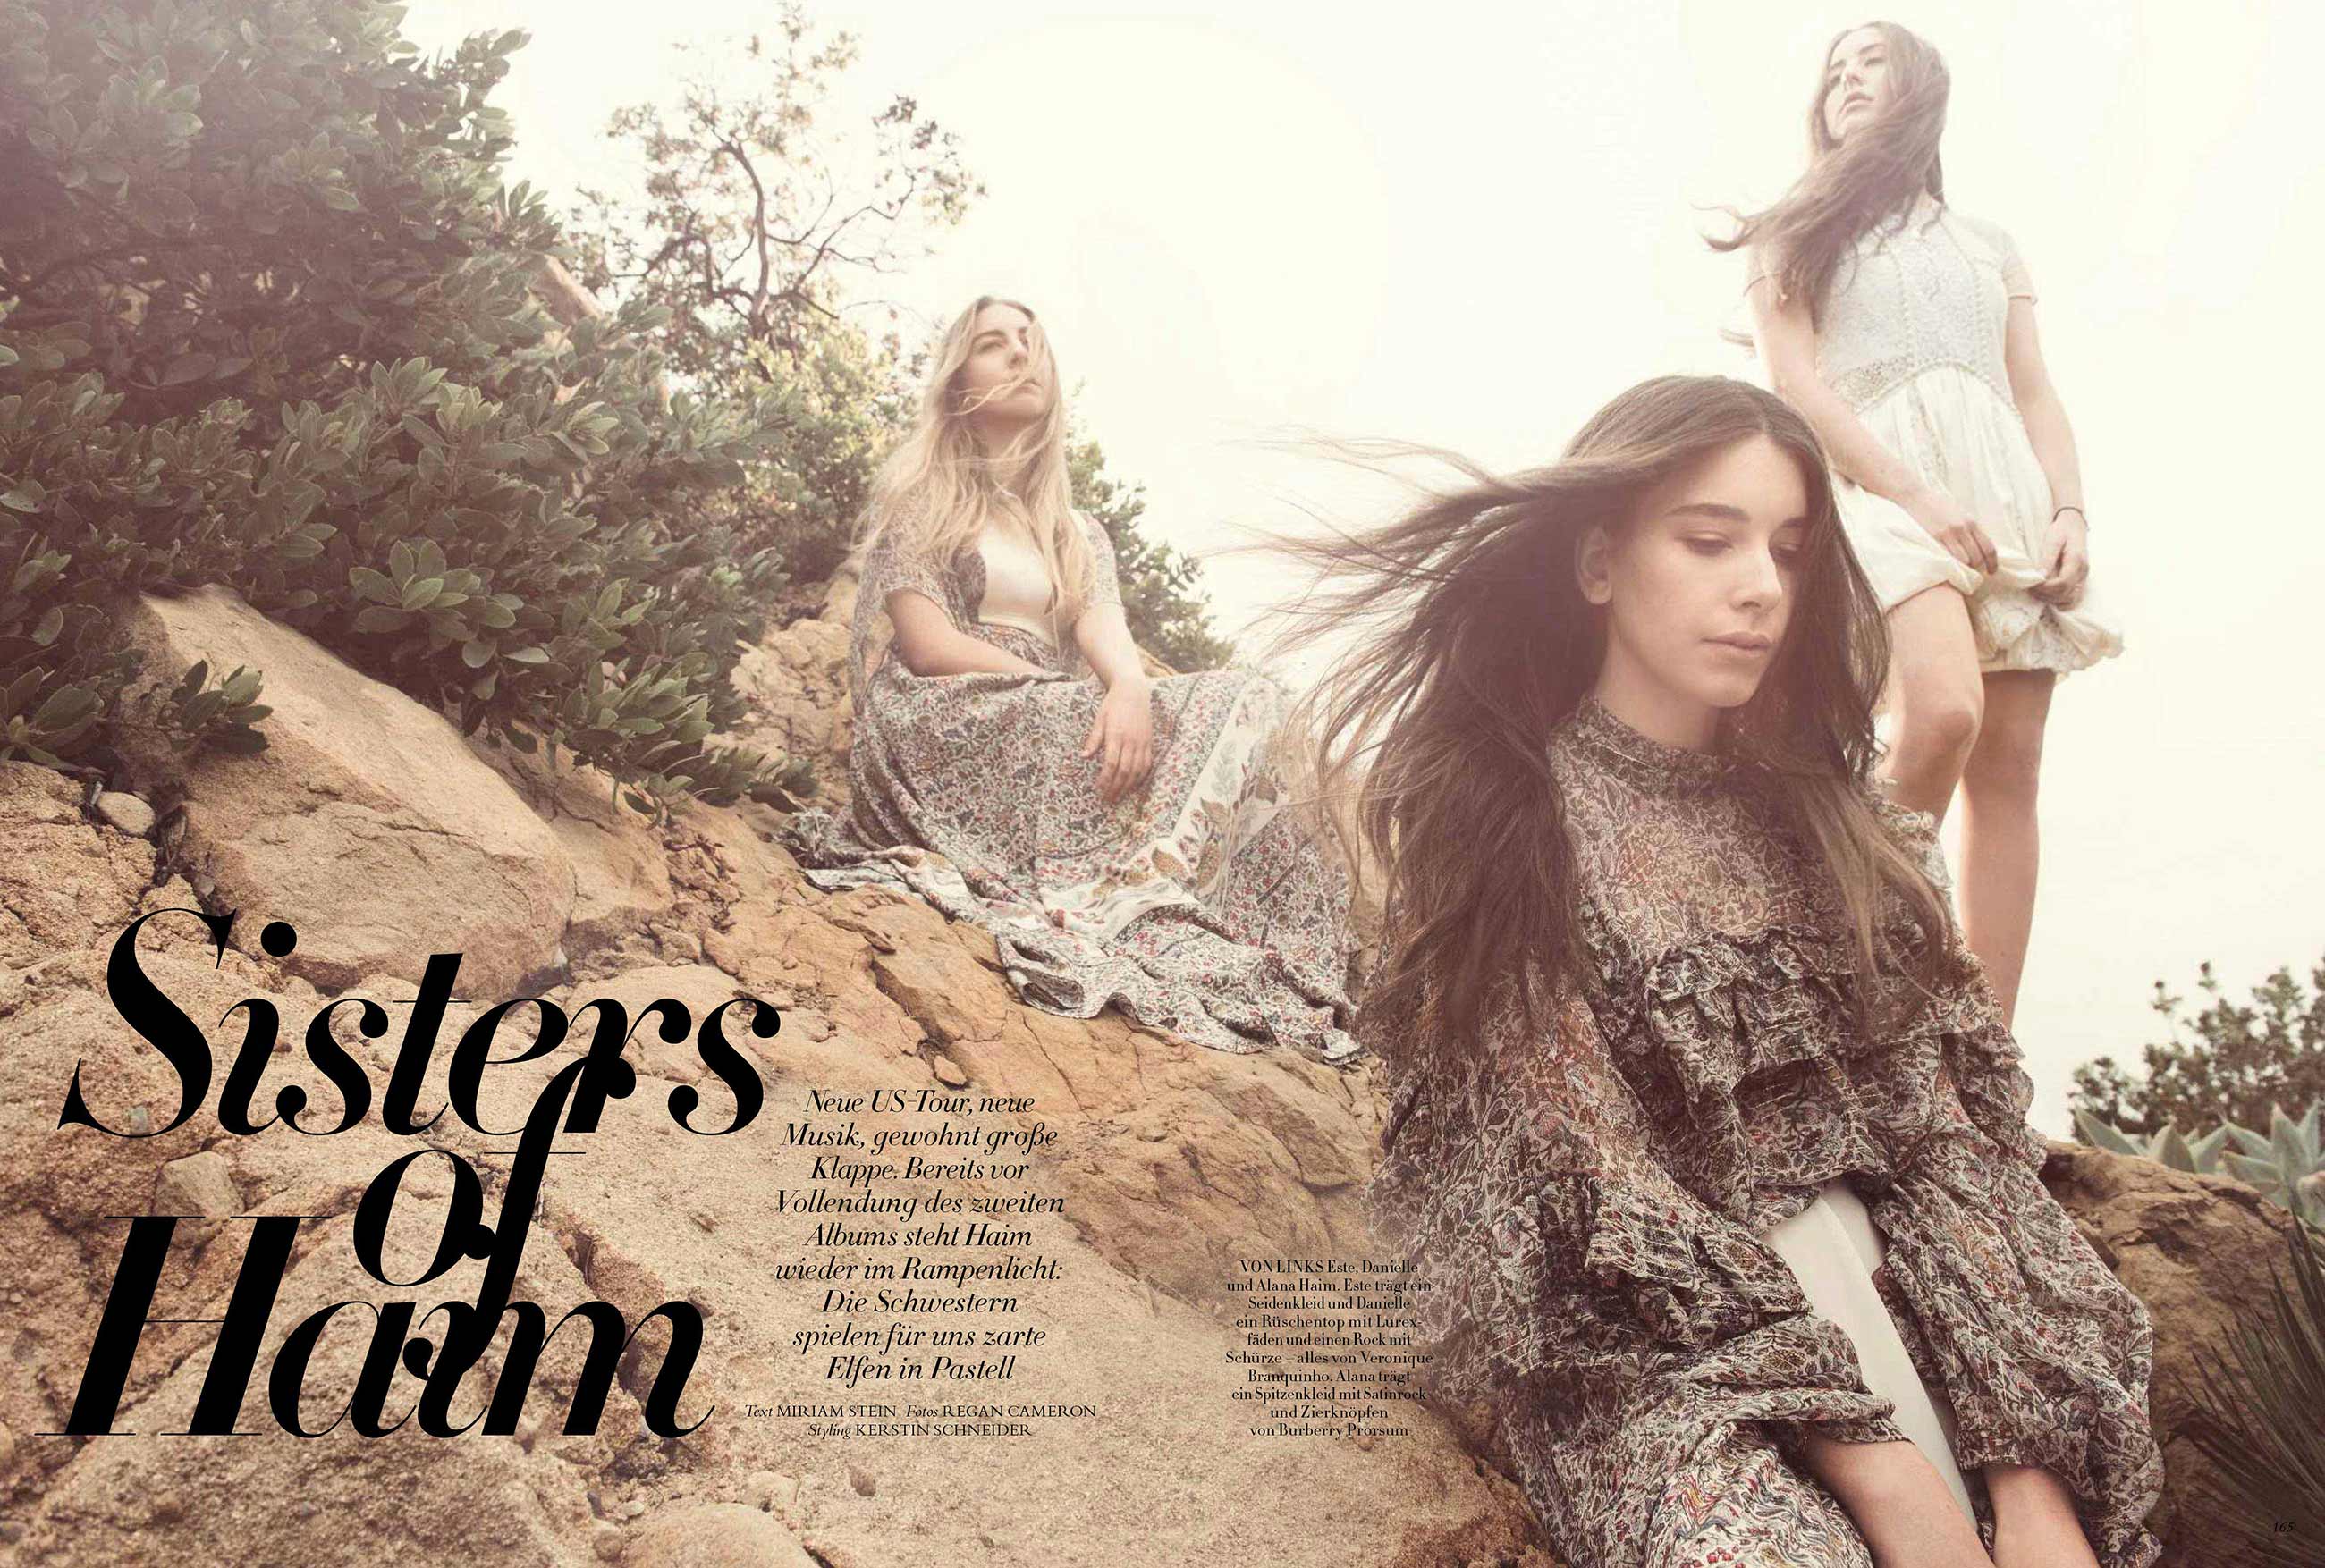 Sisters
of
Haim
Neue US-Tour, neue
Musik, gewohnt große
Klappe. Bereits vor
Vollendung des zweiten
Albums steht Haim
wieder im Rampenlicht:
Die Schwestern
spielen für uns zarte
Elfen in Pastell
Text MIRIAM STEIN Fotos REGAN CAMERON
Styling KERSTIN SCHNEIDER
VON LINKS Este, Danielle
und Alana Haim. Este trägt ein
Seidenkleid und Danielle
ein Rüschentop mit Lurex-
fäden und einen Rock mit
Schürze – alles von Veronique
Branquinho. Alana trägt
ein Spitzenkleid mit Satinrock
und Zierknöpfen
von Burberry Prorsum
165